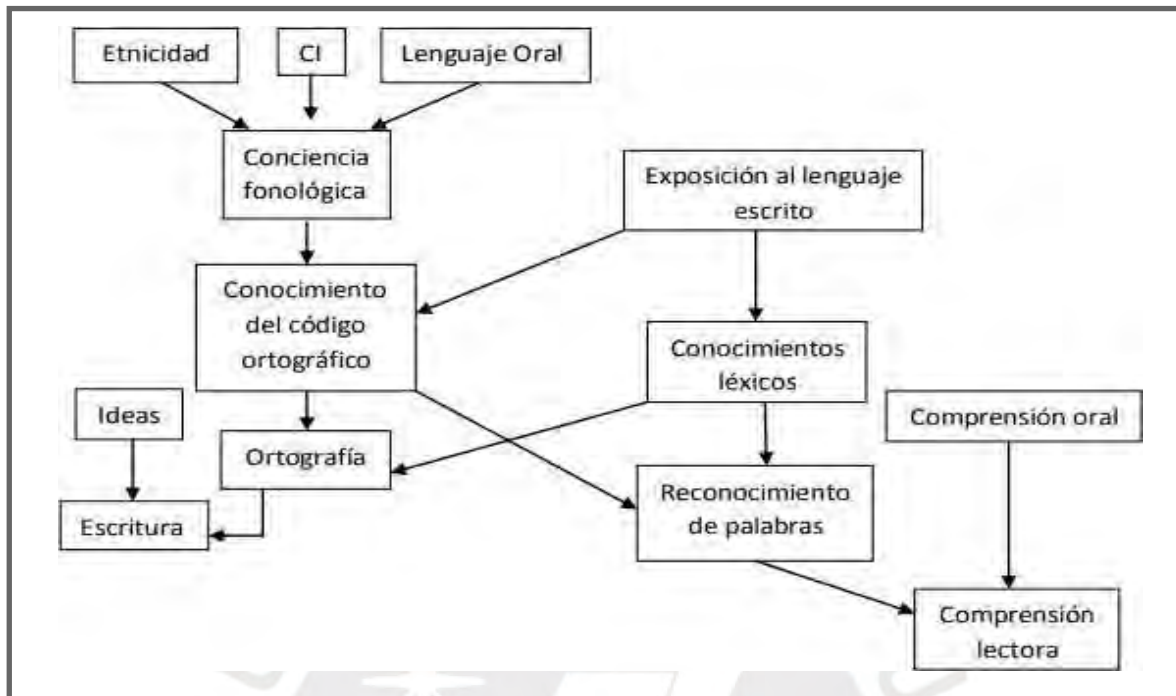 Etnicidad
CI
Lenguaje Oral
Conciencia
fonológica
Exposición al lenguaje
escrito
Conocimiento
del código
ortográfico
Conocimientos
léxicos
Ideas
Comprensión oral
Ortografía
Reconocimiento
de palabras
Escritura
Comprensión
lectora